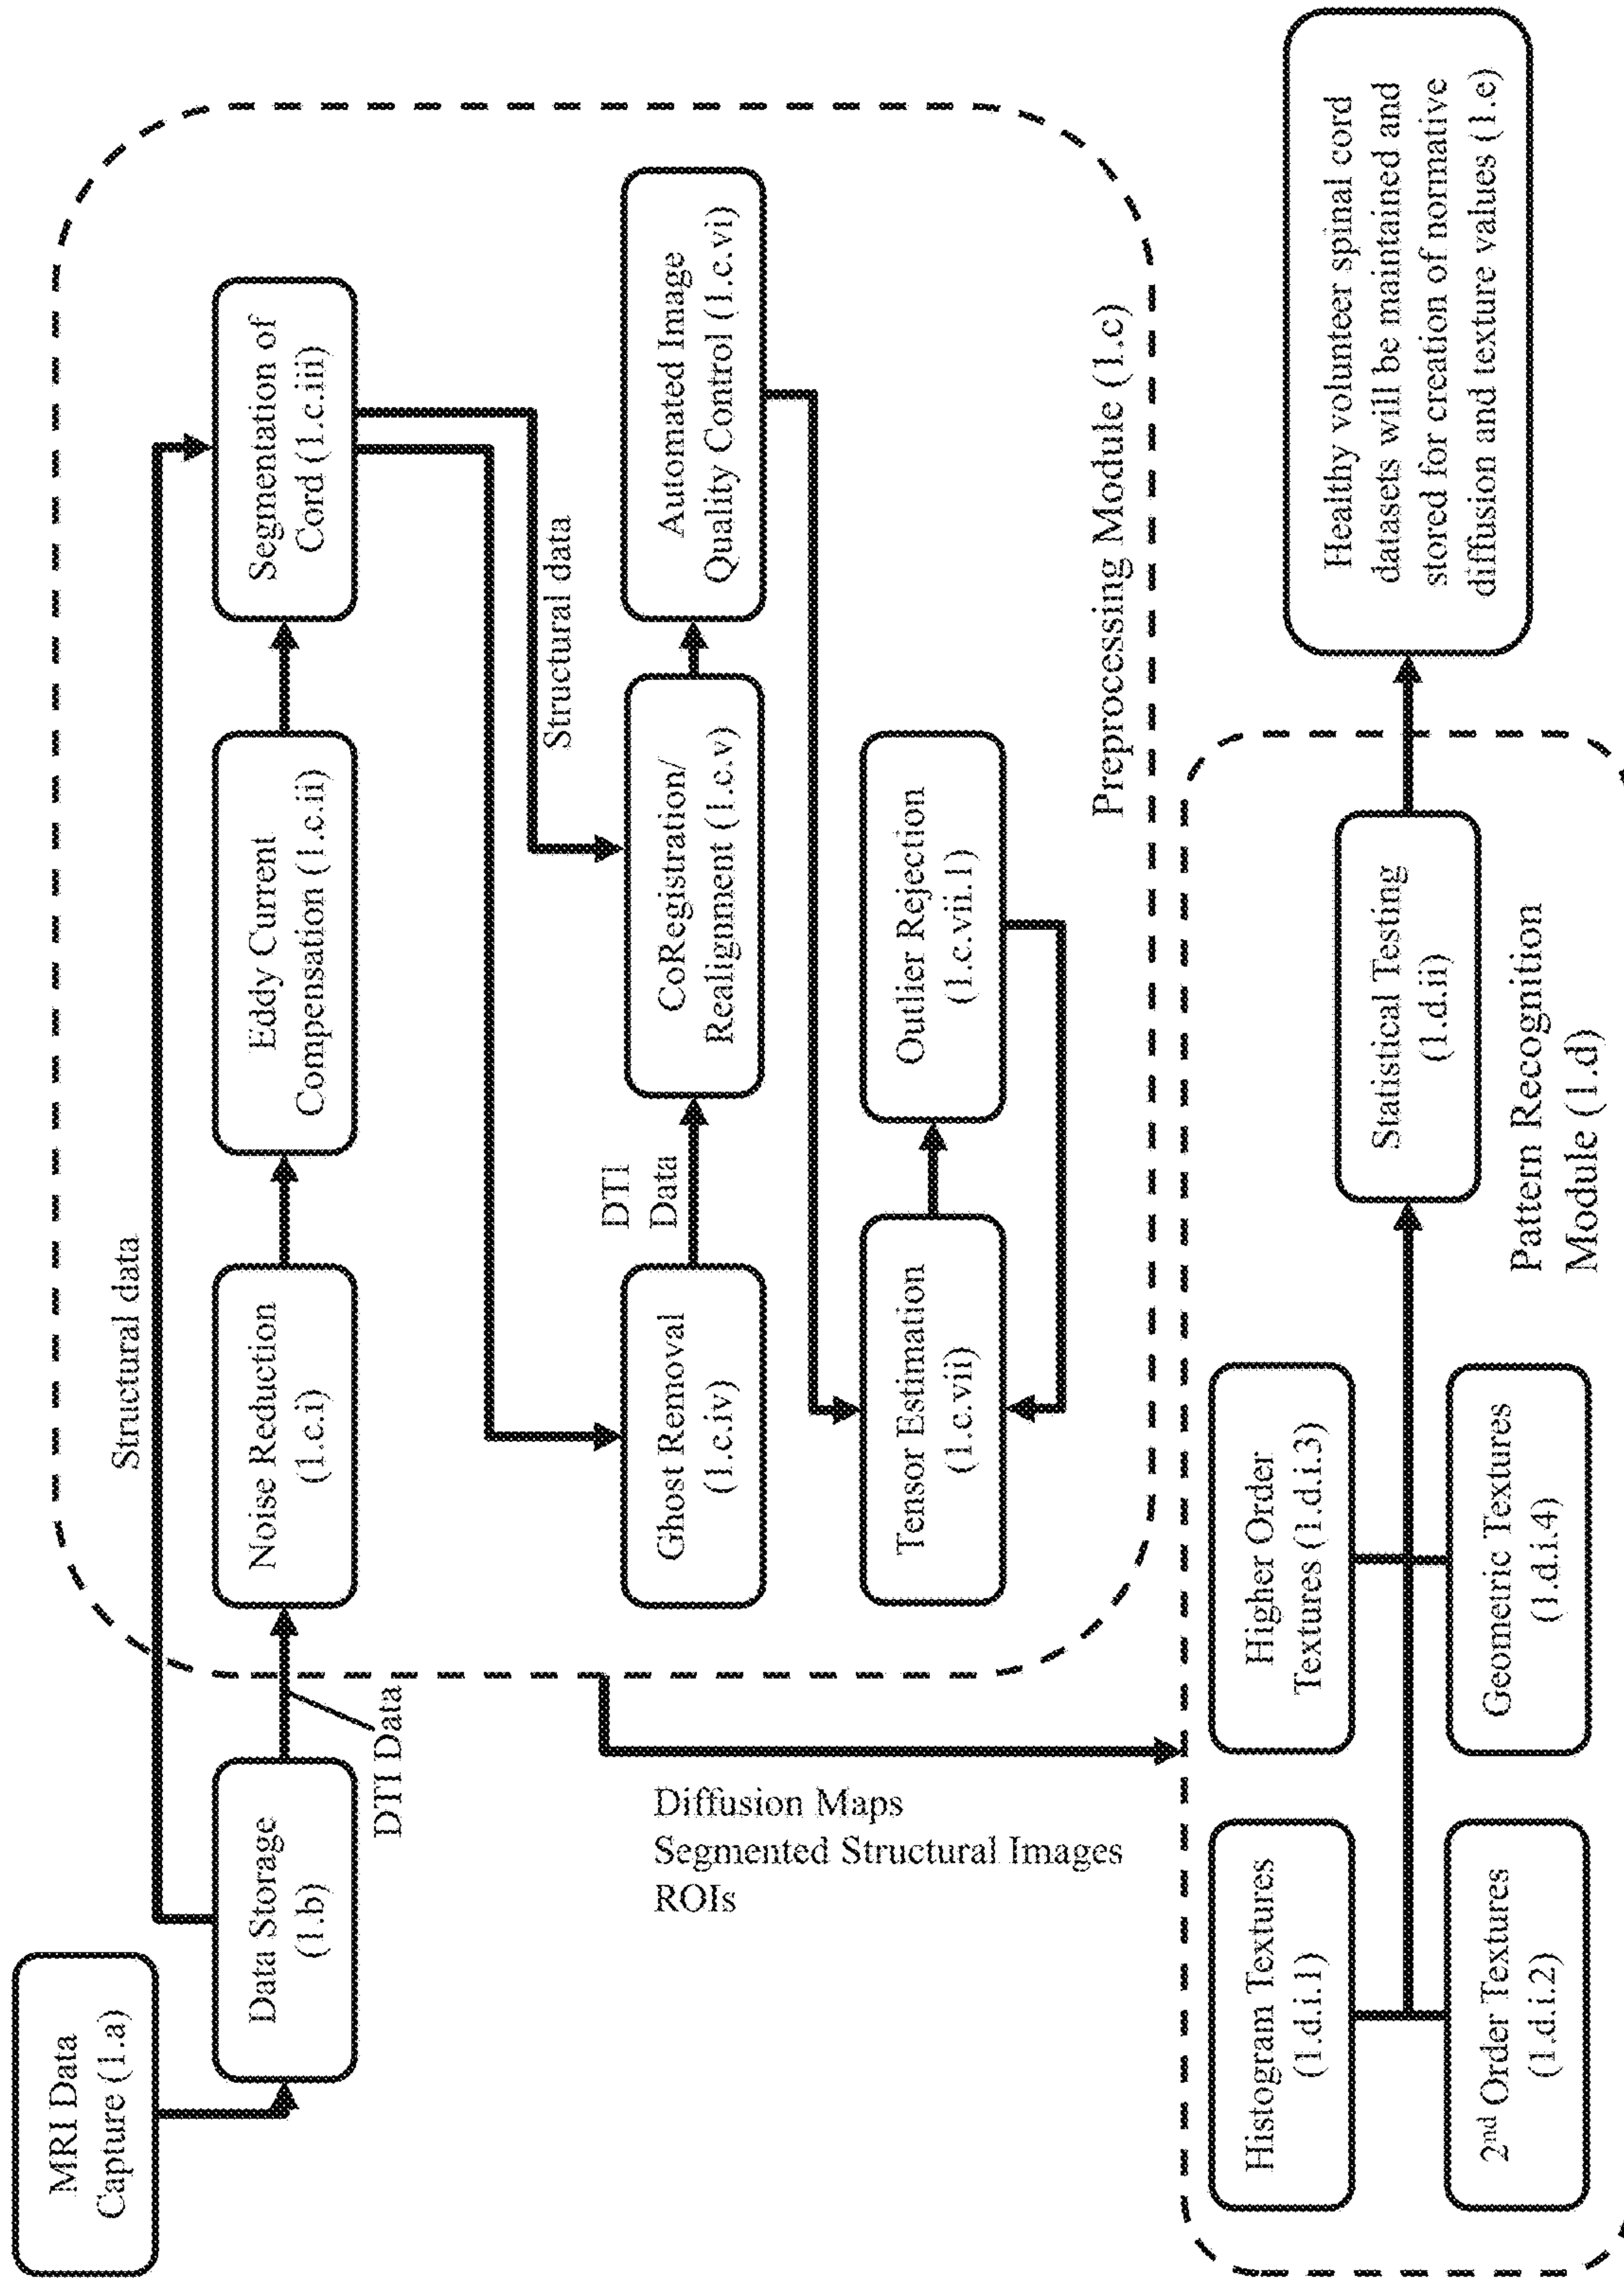 MRI Data
Capture (1.a)
Data Storage
(1.b)
Structural data
DTI Data
Noise Reduction
(1.c.i)
Eddy Current
Compensation (1.c.ii)
Segmentation of
Cord (1.c.iii)
Structural data
Ghost Removal
(1.c.iv)
DTI
Data
CoRegistration/
Realignment (1.c.v)
Automated Image
Quality Control (1.c.vi)
Tensor Estimation
(1.c.vii)
Outlier Rejection
(1.c.vii.1)
Preprocessing Module (1.c)
Diffusion Maps
Segmented Structural Images
ROIs
Histogram Textures
(1.d.i.1)
Higher Order
Textures (1.d.i.3)
2nd Order Textures
(1.d.i.2)
Geometric Textures
(1.d.i.4)
Statistical Testing
(1.d.ii)
Pattern Recognition
Module (1.d)
Healthy volunteer spinal cord
datasets will be maintained and
stored for creation of normative
diffusion and texture values (1.e)